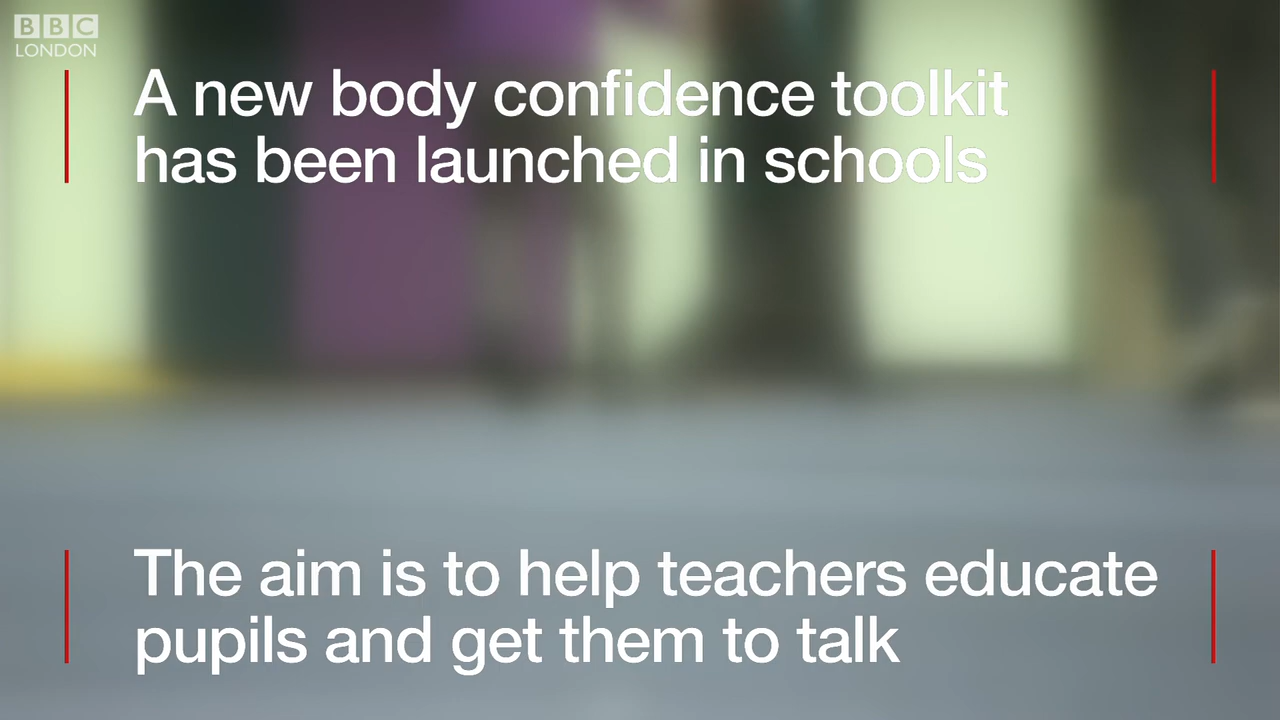 BBC
LONDON
A new body confidence toolkit
has been launched in schools
The aim is to help teachers educate
pupils and get them to talk